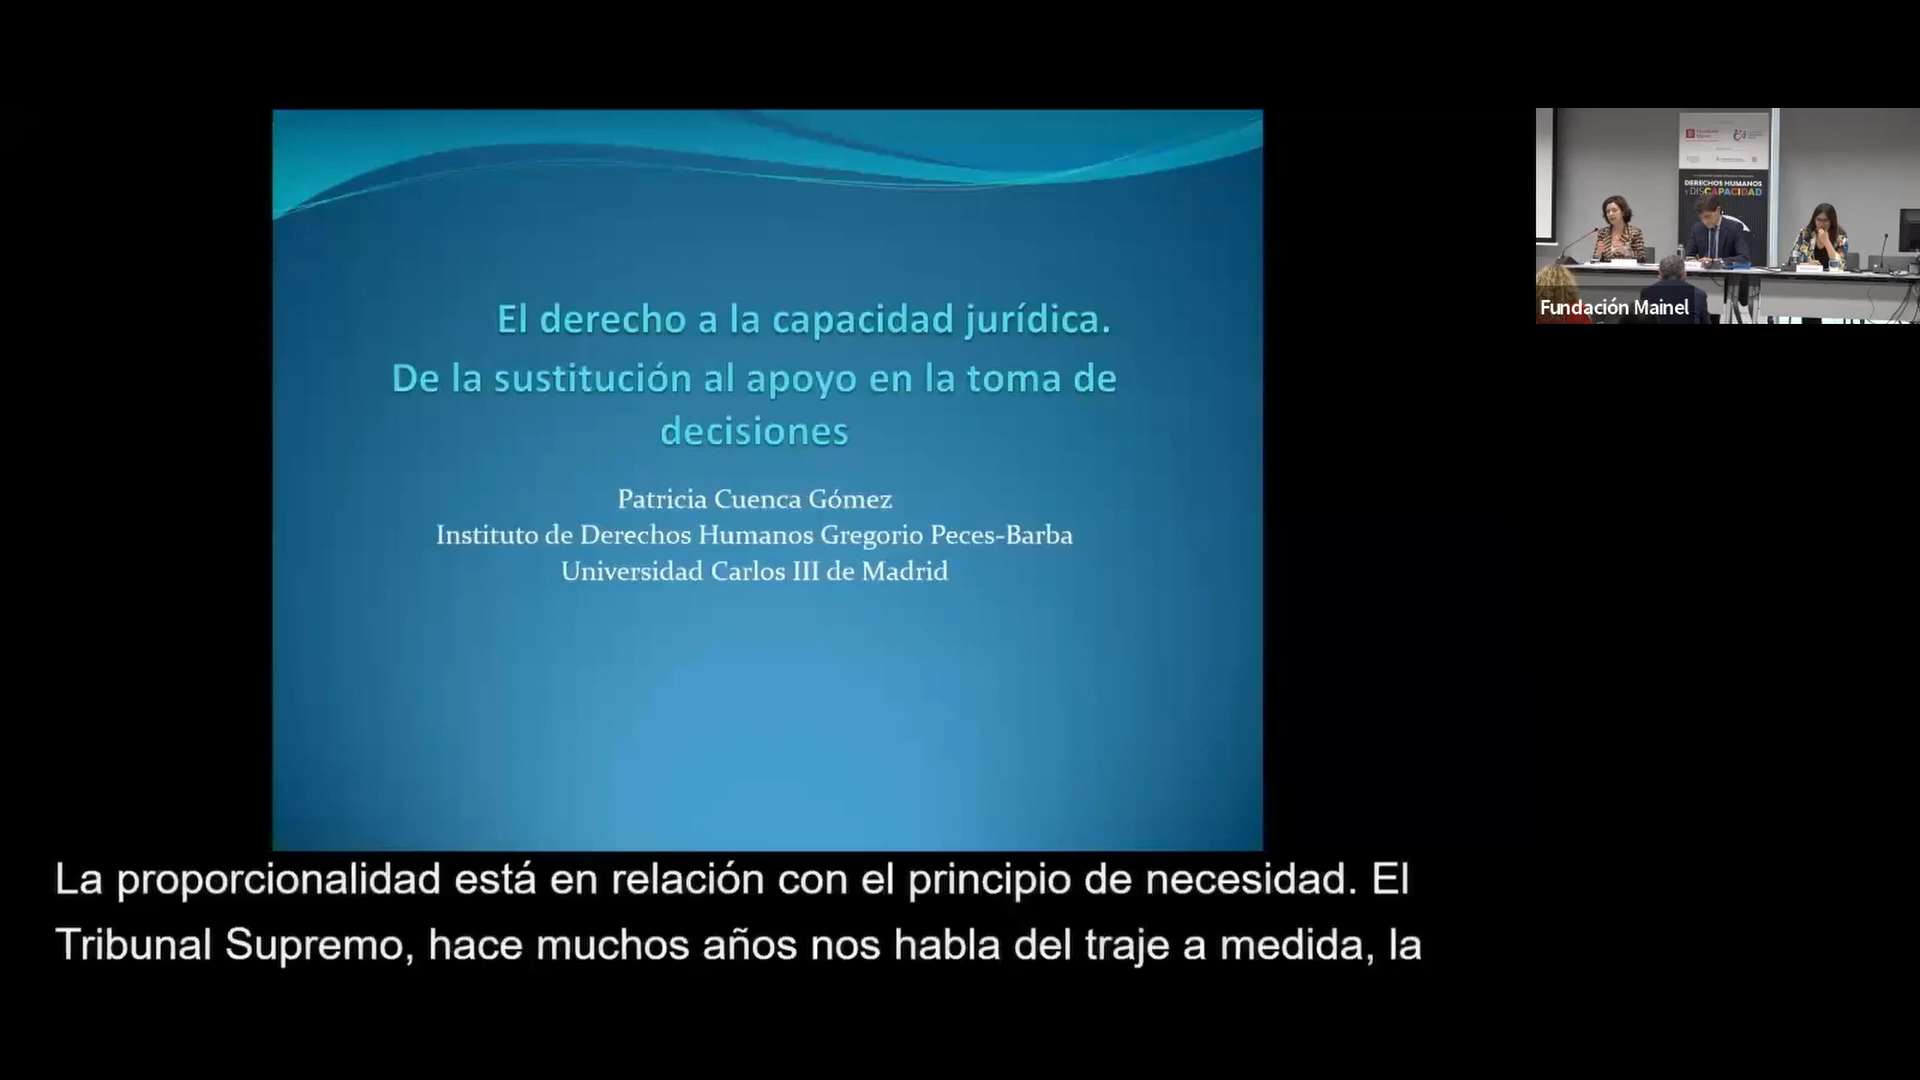 El derecho a la capacidad jurídica.
De la sustitución al apoyo en la toma de
decisiones
Patricia Cuenca Gómez
Instituto de Derechos Humanos Gregorio Peces-Barba
Universidad Carlos III de Madrid
DERECHOS HUMANOS
Y DISCAPACIDAD
Fundación Mainel
La proporcionalidad está en relación con el principio de necesidad. El
Tribunal Supremo, hace muchos años nos habla del traje a medida, la